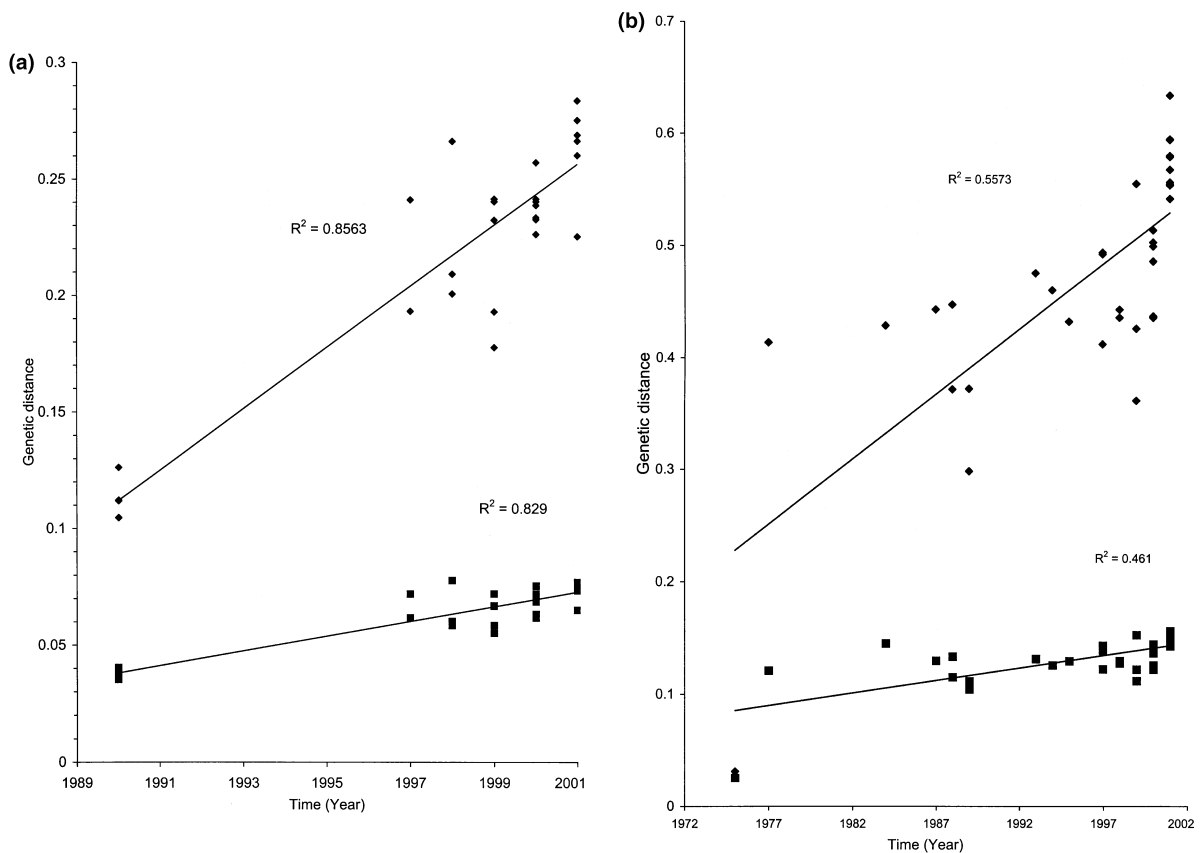 (a)
0.3
0.25
0.2
0.15
0.1
0.05
0
Genetic distance
R² = 0.8563
R² = 0.829
1989 1991 1993 1995 1997 1999 2001
Time (Year)
(b)
0.7
0.6
0.5
0.4
0.3
0.2
0.1
0
Genetic distance
R² = 0.5573
R² = 0.461
1972 1977 1982 1987 1992 1997 2002
Time (Year)